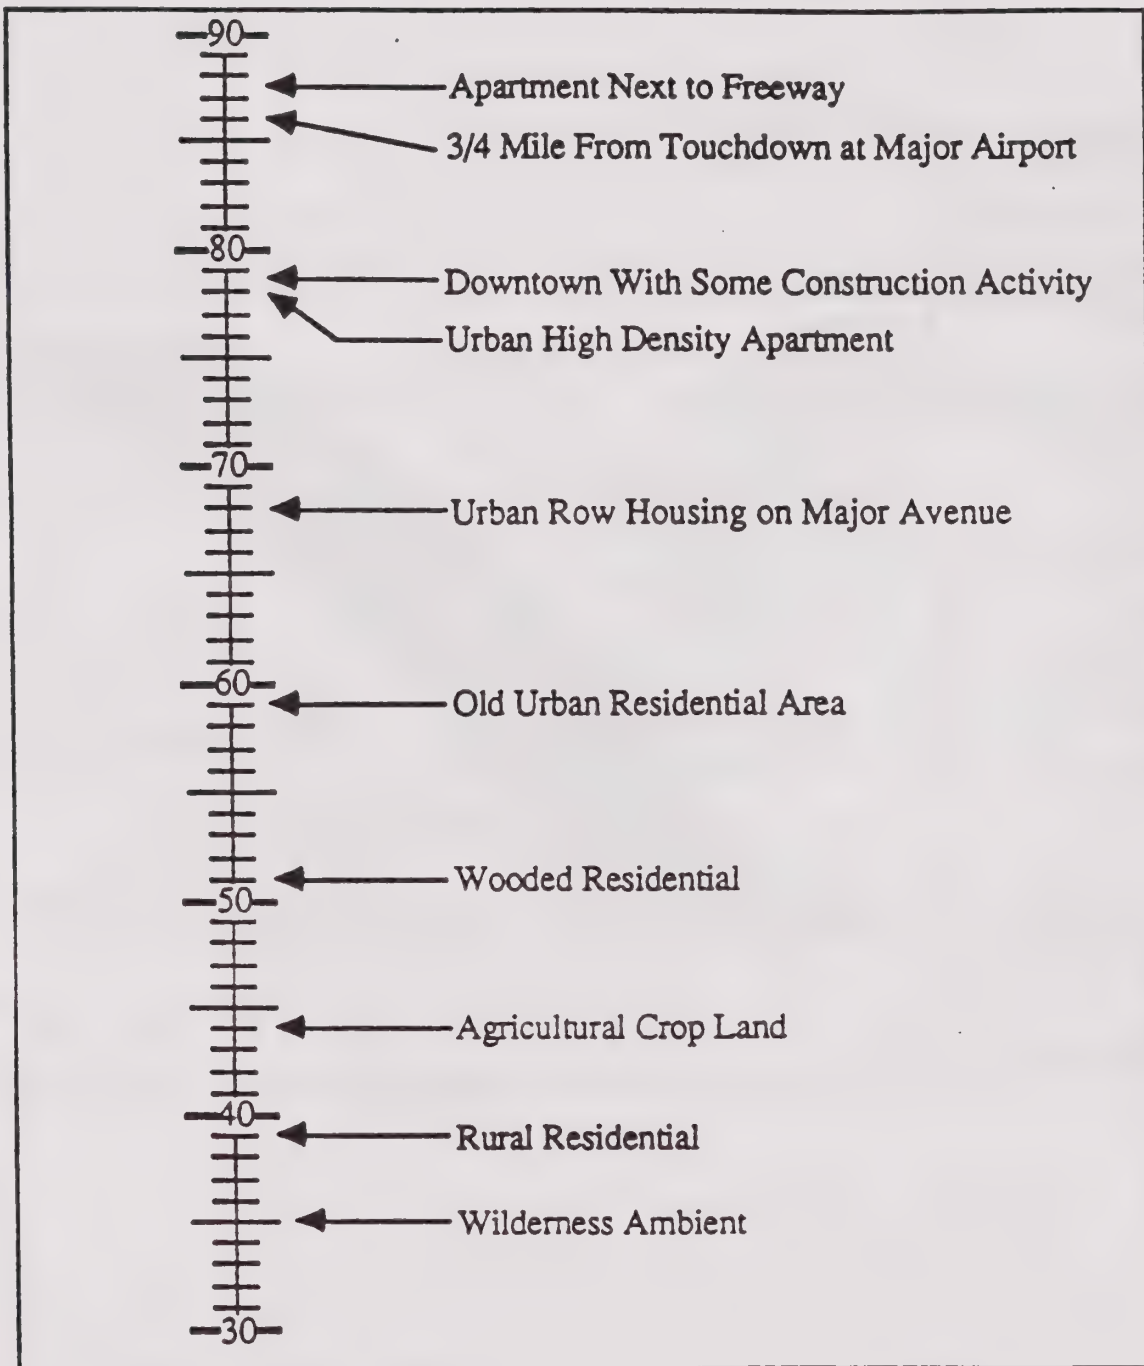 90
Apartment Next to Freeway
3/4 Mile From Touchdown at Major Airport
80
Downtown With Some Construction Activity
Urban High Density Apartment
70
Urban Row Housing on Major Avenue
60
Old Urban Residential Area
Wooded Residential
50
Agricultural Crop Land
40
Rural Residential
Wilderness Ambient
30